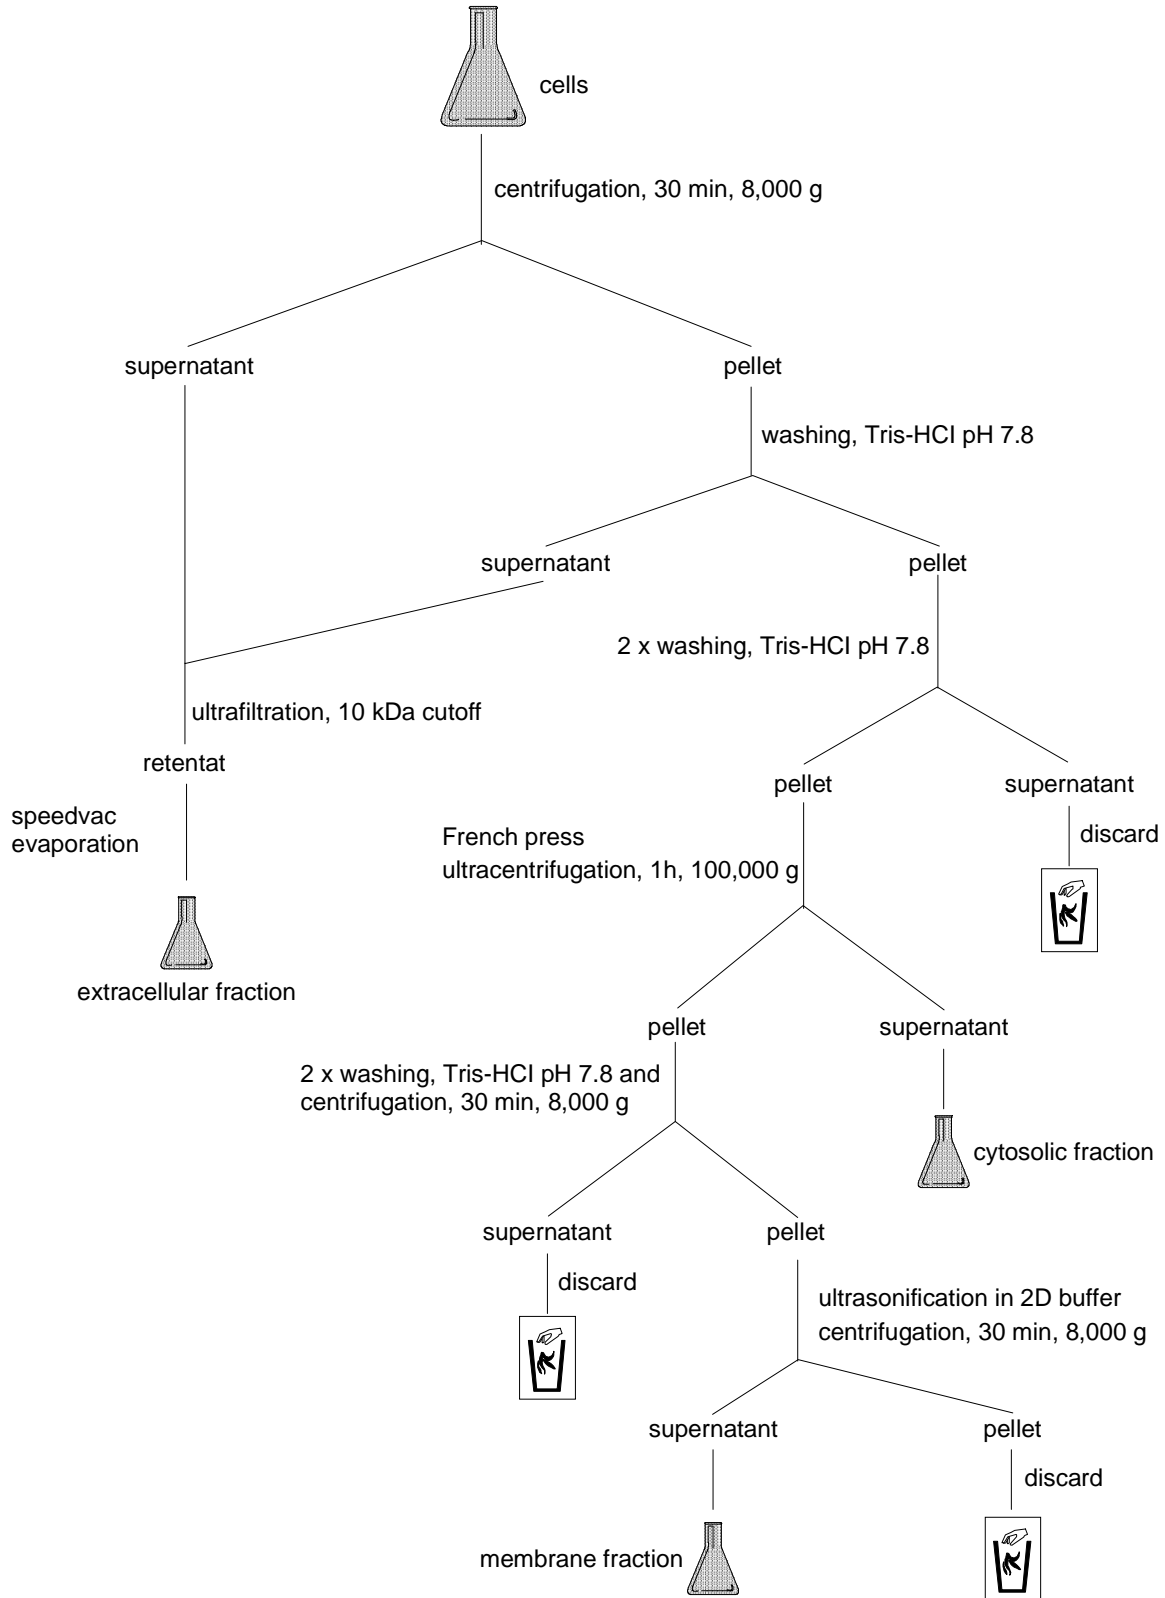 cells
centrifugation, 30 min, 8,000 g
supernatant
pellet
washing, Tris-HCl pH 7.8
supernatant
pellet
2 x washing, Tris-HCl pH 7.8
ultrafiltration, 10 kDa cutoff
retentat
pellet
supernatant
speedvac
evaporation
French press
ultracentrifugation, 1h, 100,000 g
discard
extracellular fraction
pellet
supernatant
2 x washing, Tris-HCl pH 7.8 and
centrifugation, 30 min, 8,000 g
cytosolic fraction
supernatant
pellet
discard
ultrasonification in 2D buffer
centrifugation, 30 min, 8,000 g
supernatant
pellet
discard
membrane fraction